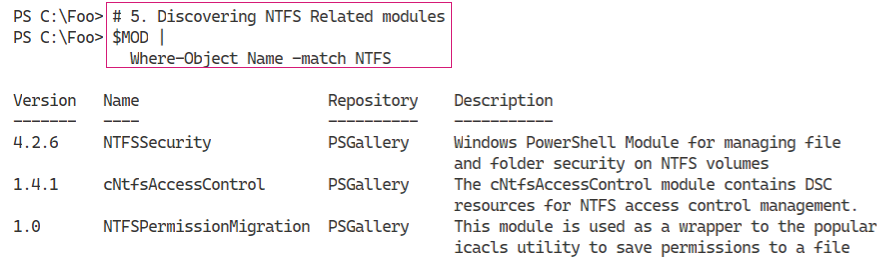 PS C:\Foo> # 5. Discovering NTFS Related modules
PS C:\Foo> $MOD |
Where-Object Name -match NTFS
Version Name Repository Description
------- ---- ---------- -----------
4.2.6 NTFSSecurity PSGallery Windows PowerShell Module for managing file
and folder security on NTFS volumes
1.4.1 cNtfsAccessControl PSGallery The cNtfsAccessControl module contains DSC
resources for NTFS access control management.
1.0 NTFSPermissionMigration PSGallery This module is used as a wrapper to the popular
icacls utility to save permissions to a file